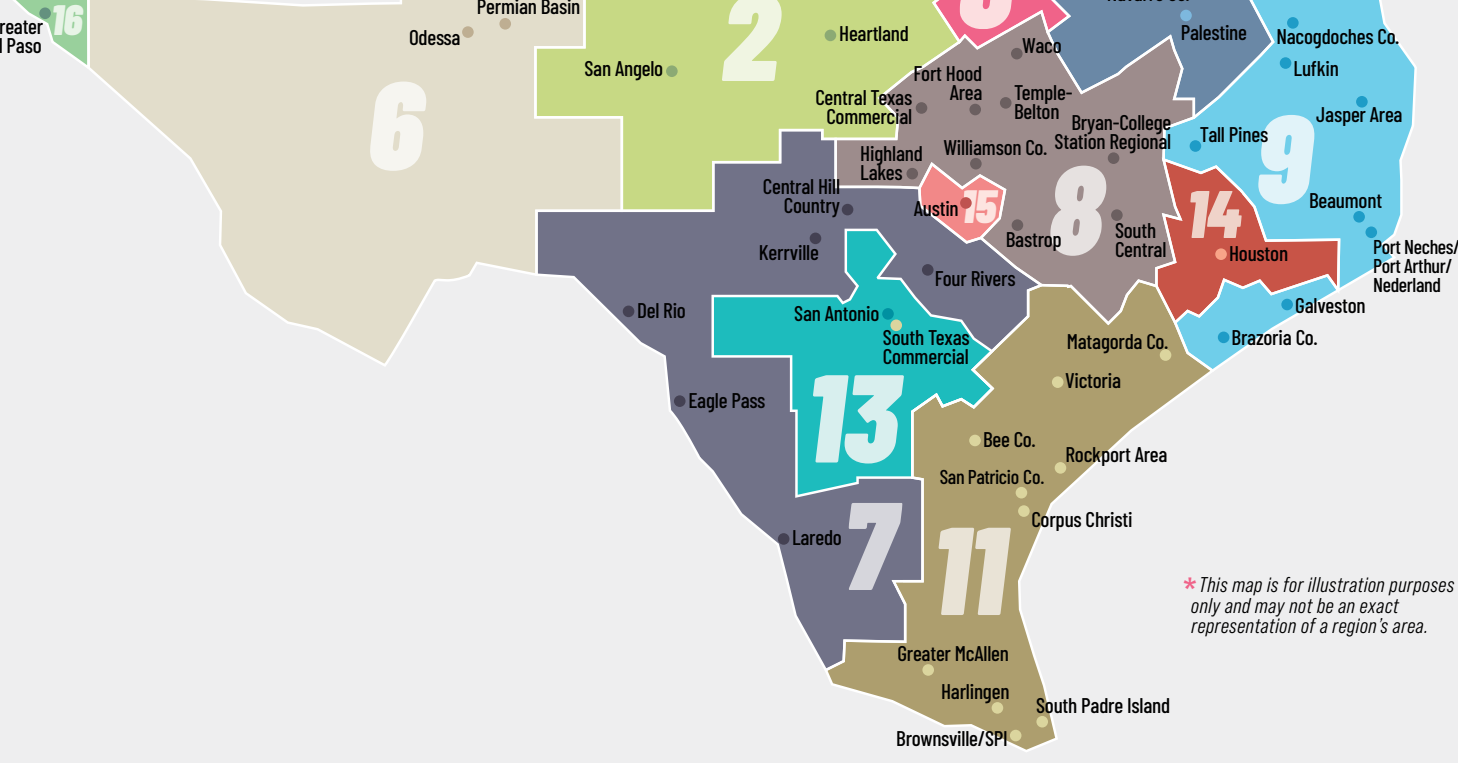 Permian Basin
16
reater
l Paso
Odessa
2
Heartland
San Angelo
6
Palestine
Nacogdoches Co.
Lufkin
Waco
Fort Hood
Area
Central Texas
Commercial
Temple-
Belton
Jasper Area
Bryan-College
Station Regional
Tall Pines
9
Williamson Co.
Highland
Lakes
8
Central Hill
Country
Austin
15
14
Beaumont
Bastrop
South
Central
Kerrville
Houston
Port Neches/
Port Arthur/
Nederland
Four Rivers
Del Rio
San Antonio
South Texas
Commercial
Galveston
Brazoria Co.
Matagorda Co.
13
Victoria
Eagle Pass
Bee Co.
Rockport Area
San Patricio Co.
Corpus Christi
Laredo
7
11
*This map is for illustration purposes
only and may not be an exact
representation of a region's area.
Greater McAllen
Harlingen
South Padre Island
Brownsville/SPI